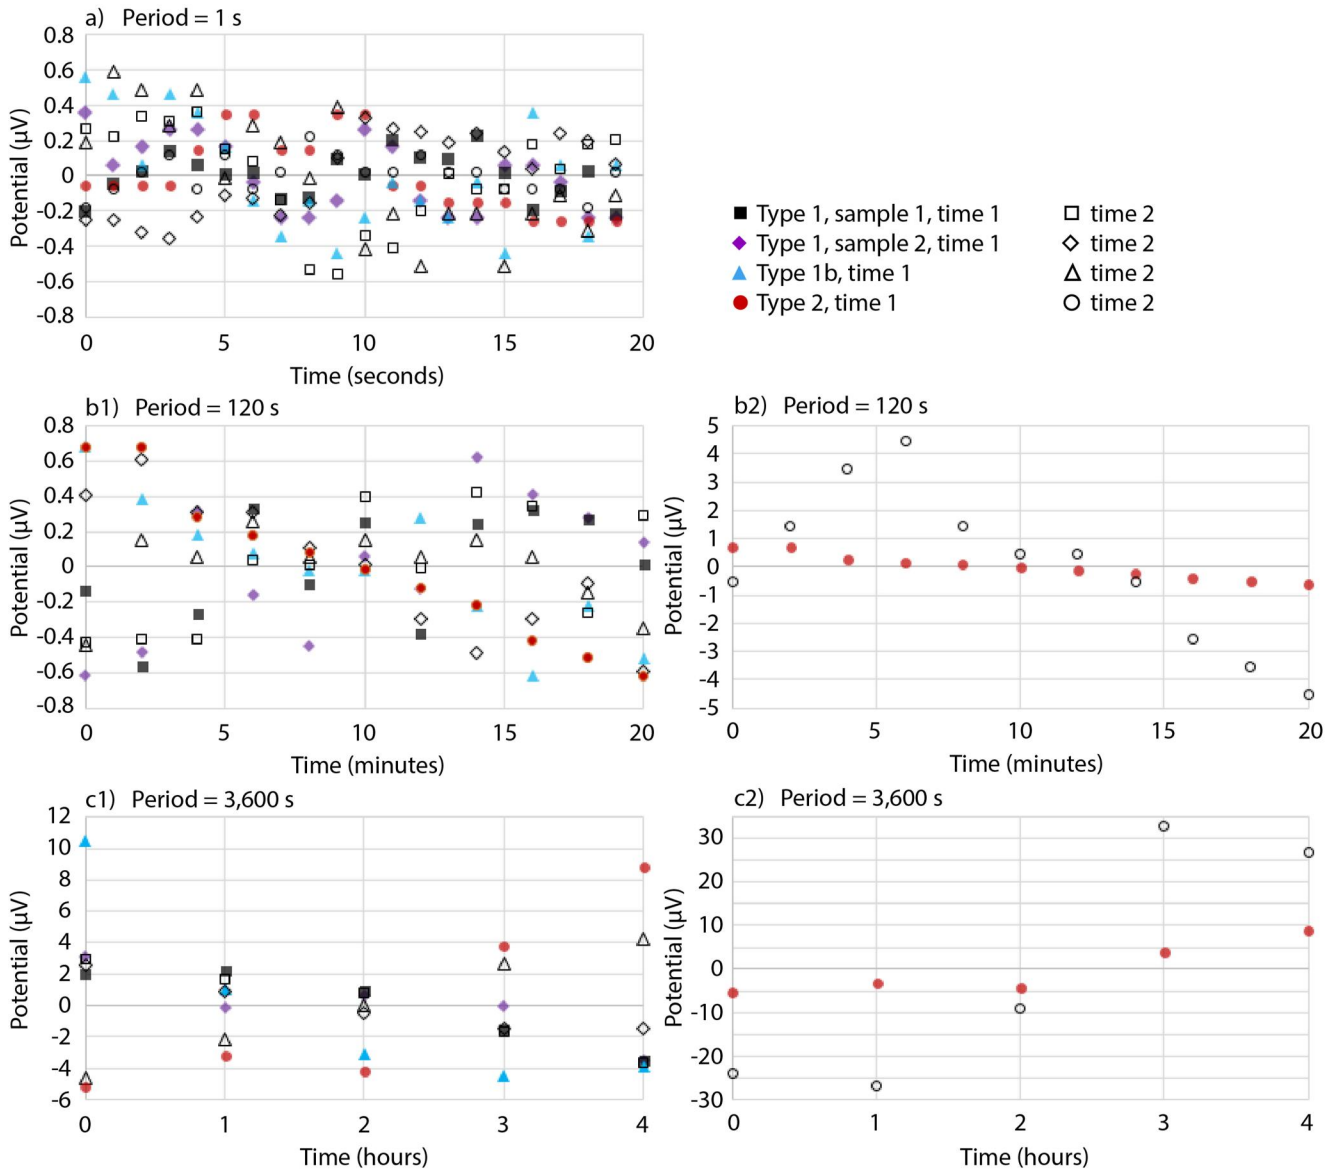 a) Period = 1 s
0.8
0.6
0.4
0.2
0
-0.2
-0.4
-0.6
-0.8
Potential (µV)
0 5 10 15 20
Time (seconds)
Type 1, sample 1, time 1 time 2
Type 1, sample 2, time 1 time 2
Type 1b, time 1 time 2
Type 2, time 1 time 2
b1) Period = 120 s
0.8
0.6
0.4
0.2
0
-0.2
-0.4
-0.6
-0.8
Potential (µV)
0 5 10 15 20
Time (minutes)
b2) Period = 120 s
5
4
3
2
1
0
-1
-2
-3
-4
-5
Potential (µV)
0 5 10 15 20
Time (minutes)
c1) Period = 3,600 s
12
10
8
6
4
2
0
-2
-4
-6
Potential (µV)
0 1 2 3 4
Time (hours)
c2) Period = 3,600 s
30
20
10
0
-10
-20
-30
Potential (µV)
0 1 2 3 4
Time (hours)